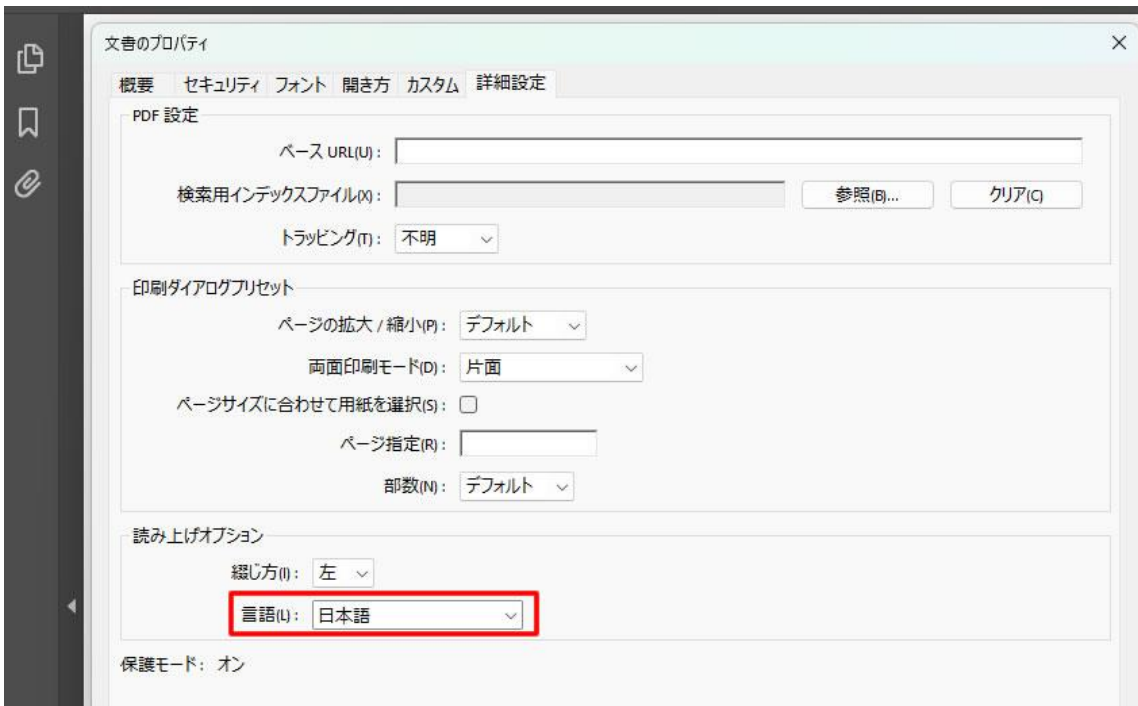 文書のプロパティ
概要 セキュリティ フォント 開き方 カスタム 詳細設定
PDF 設定
ベース URL(U):
検索用インデックスファイル(X): 参照(B)... クリア(C)
トラッピング(T): 不明
印刷ダイアログプリセット
ページの拡大 / 縮小(P): デフォルト
両面印刷モード(D): 片面
ページサイズに合わせて用紙を選択(S):
ページ指定(R):
部数(N): デフォルト
読み上げオプション
綴じ方(I): 左
言語(L): 日本語
保護モード: オン